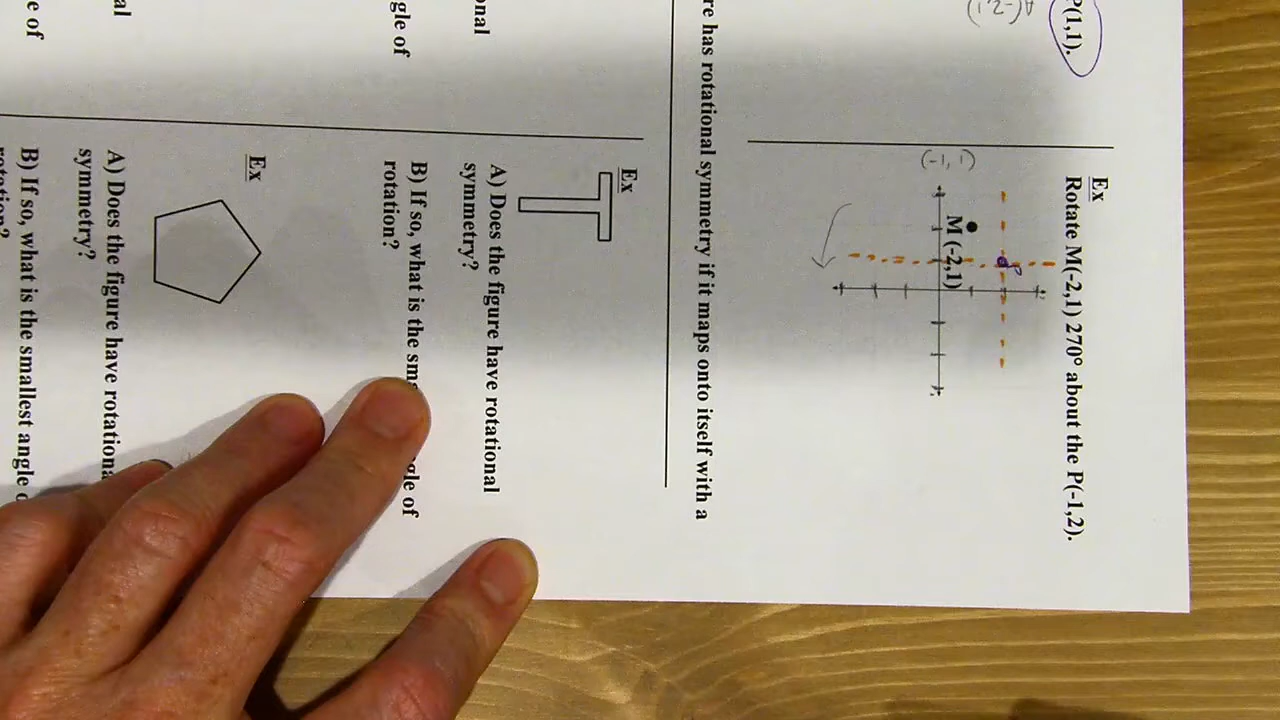 P(1,1).
A(-2,1
Ex
Rotate M(-2,1) 270° about the P(-1,2).
P
M (-2,1)
(-1, 1)
re has rotational symmetry if it maps onto itself with a
Ex
A) Does the figure have rotational
symmetry?
B) If so, what is the sm gle of
rotation?
onal
gle of
Ex
A) Does the figure have rotationa
symmetry?
B) If so, what is the smallest angle o
rotation?
al
e of